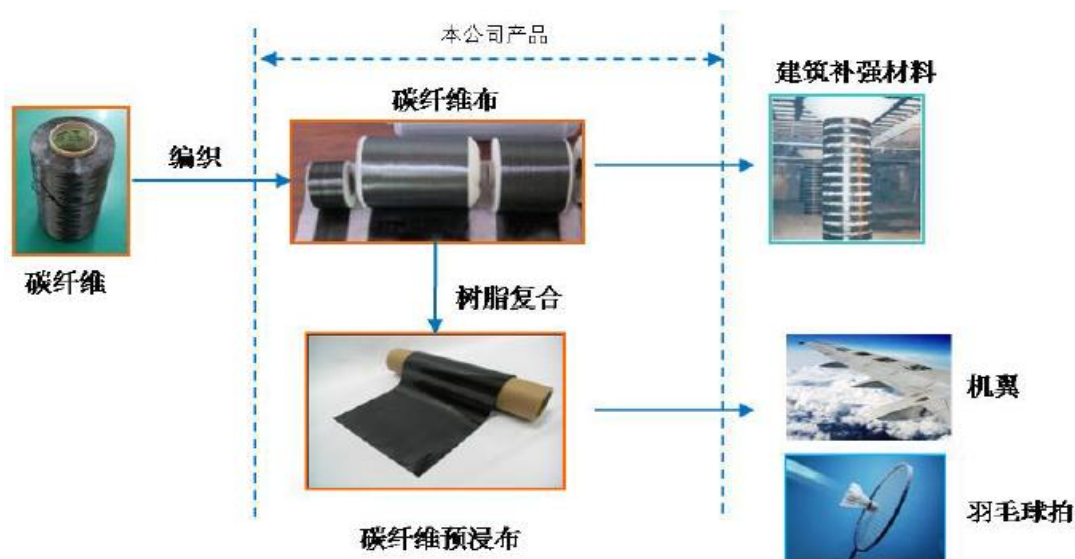 本公司产品
碳纤维布
建筑补强材料
编织
碳纤维
树脂复合
机翼
羽毛球拍
碳纤维预浸布